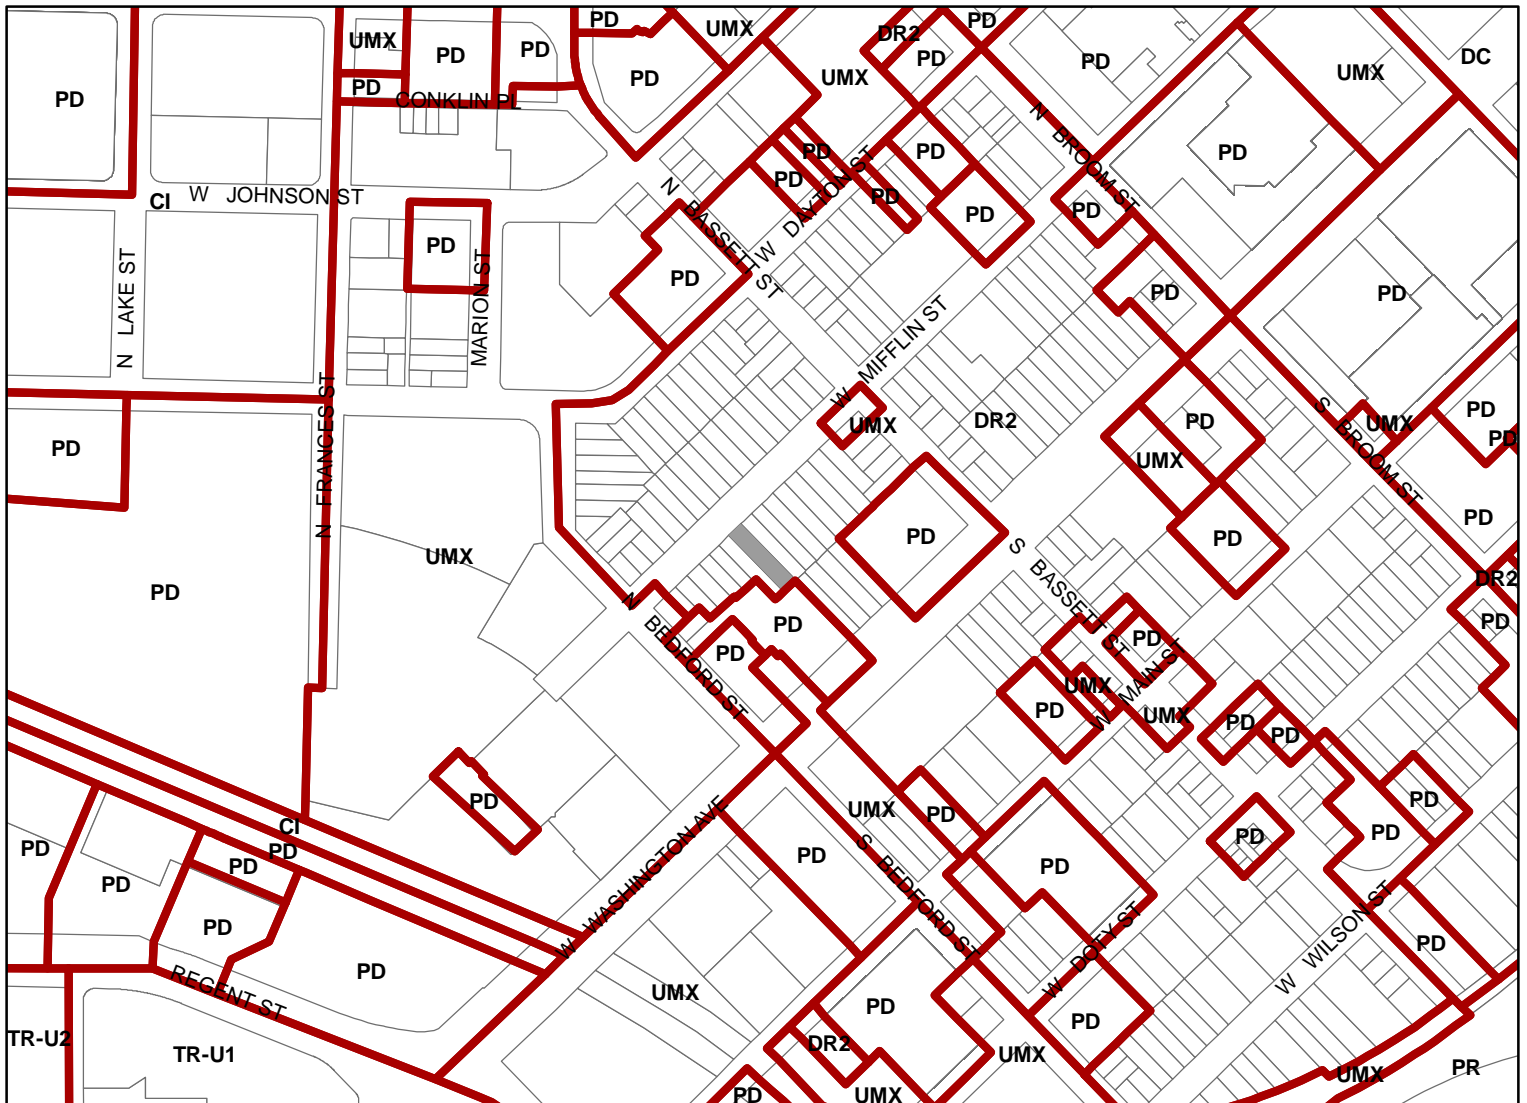 PD
UMX
DR2
PD
PD
UMX
PD
PD
PD
PD
UMX
PD
UMX
DC
PD
PD
CONKLIN PL
N BROOM ST
PD
PD
PD
PD
W JOHNSON ST
CI
PD
N BASSETT ST
W DAYTON ST
PD
PD
PD
N LAKE ST
MARION ST
PD
PD
PD
PD
W MIFFLIN ST
N FRANCES ST
UMX
DR2
PD
UMX
S BROOM ST
UMX
PD
PD
PD
PD
UMX
PD
PD
PD
S BASSETT ST
DR2
PD
N BEDFORD ST
PD
PD
PD
UMX
W MAIN ST
PD
UMX
PD
PD
PD
CI
PD
PD
PD
PD
W WASHINGTON AVE
UMX
PD
PD
S BEDFORD ST
PD
PD
PD
PD
PD
PD
REGENT ST
UMX
PD
W DOTY ST
W WILSON ST
PD
TR-U2
TR-U1
DR2
PD
UMX
UMX
PR
PD
UMX